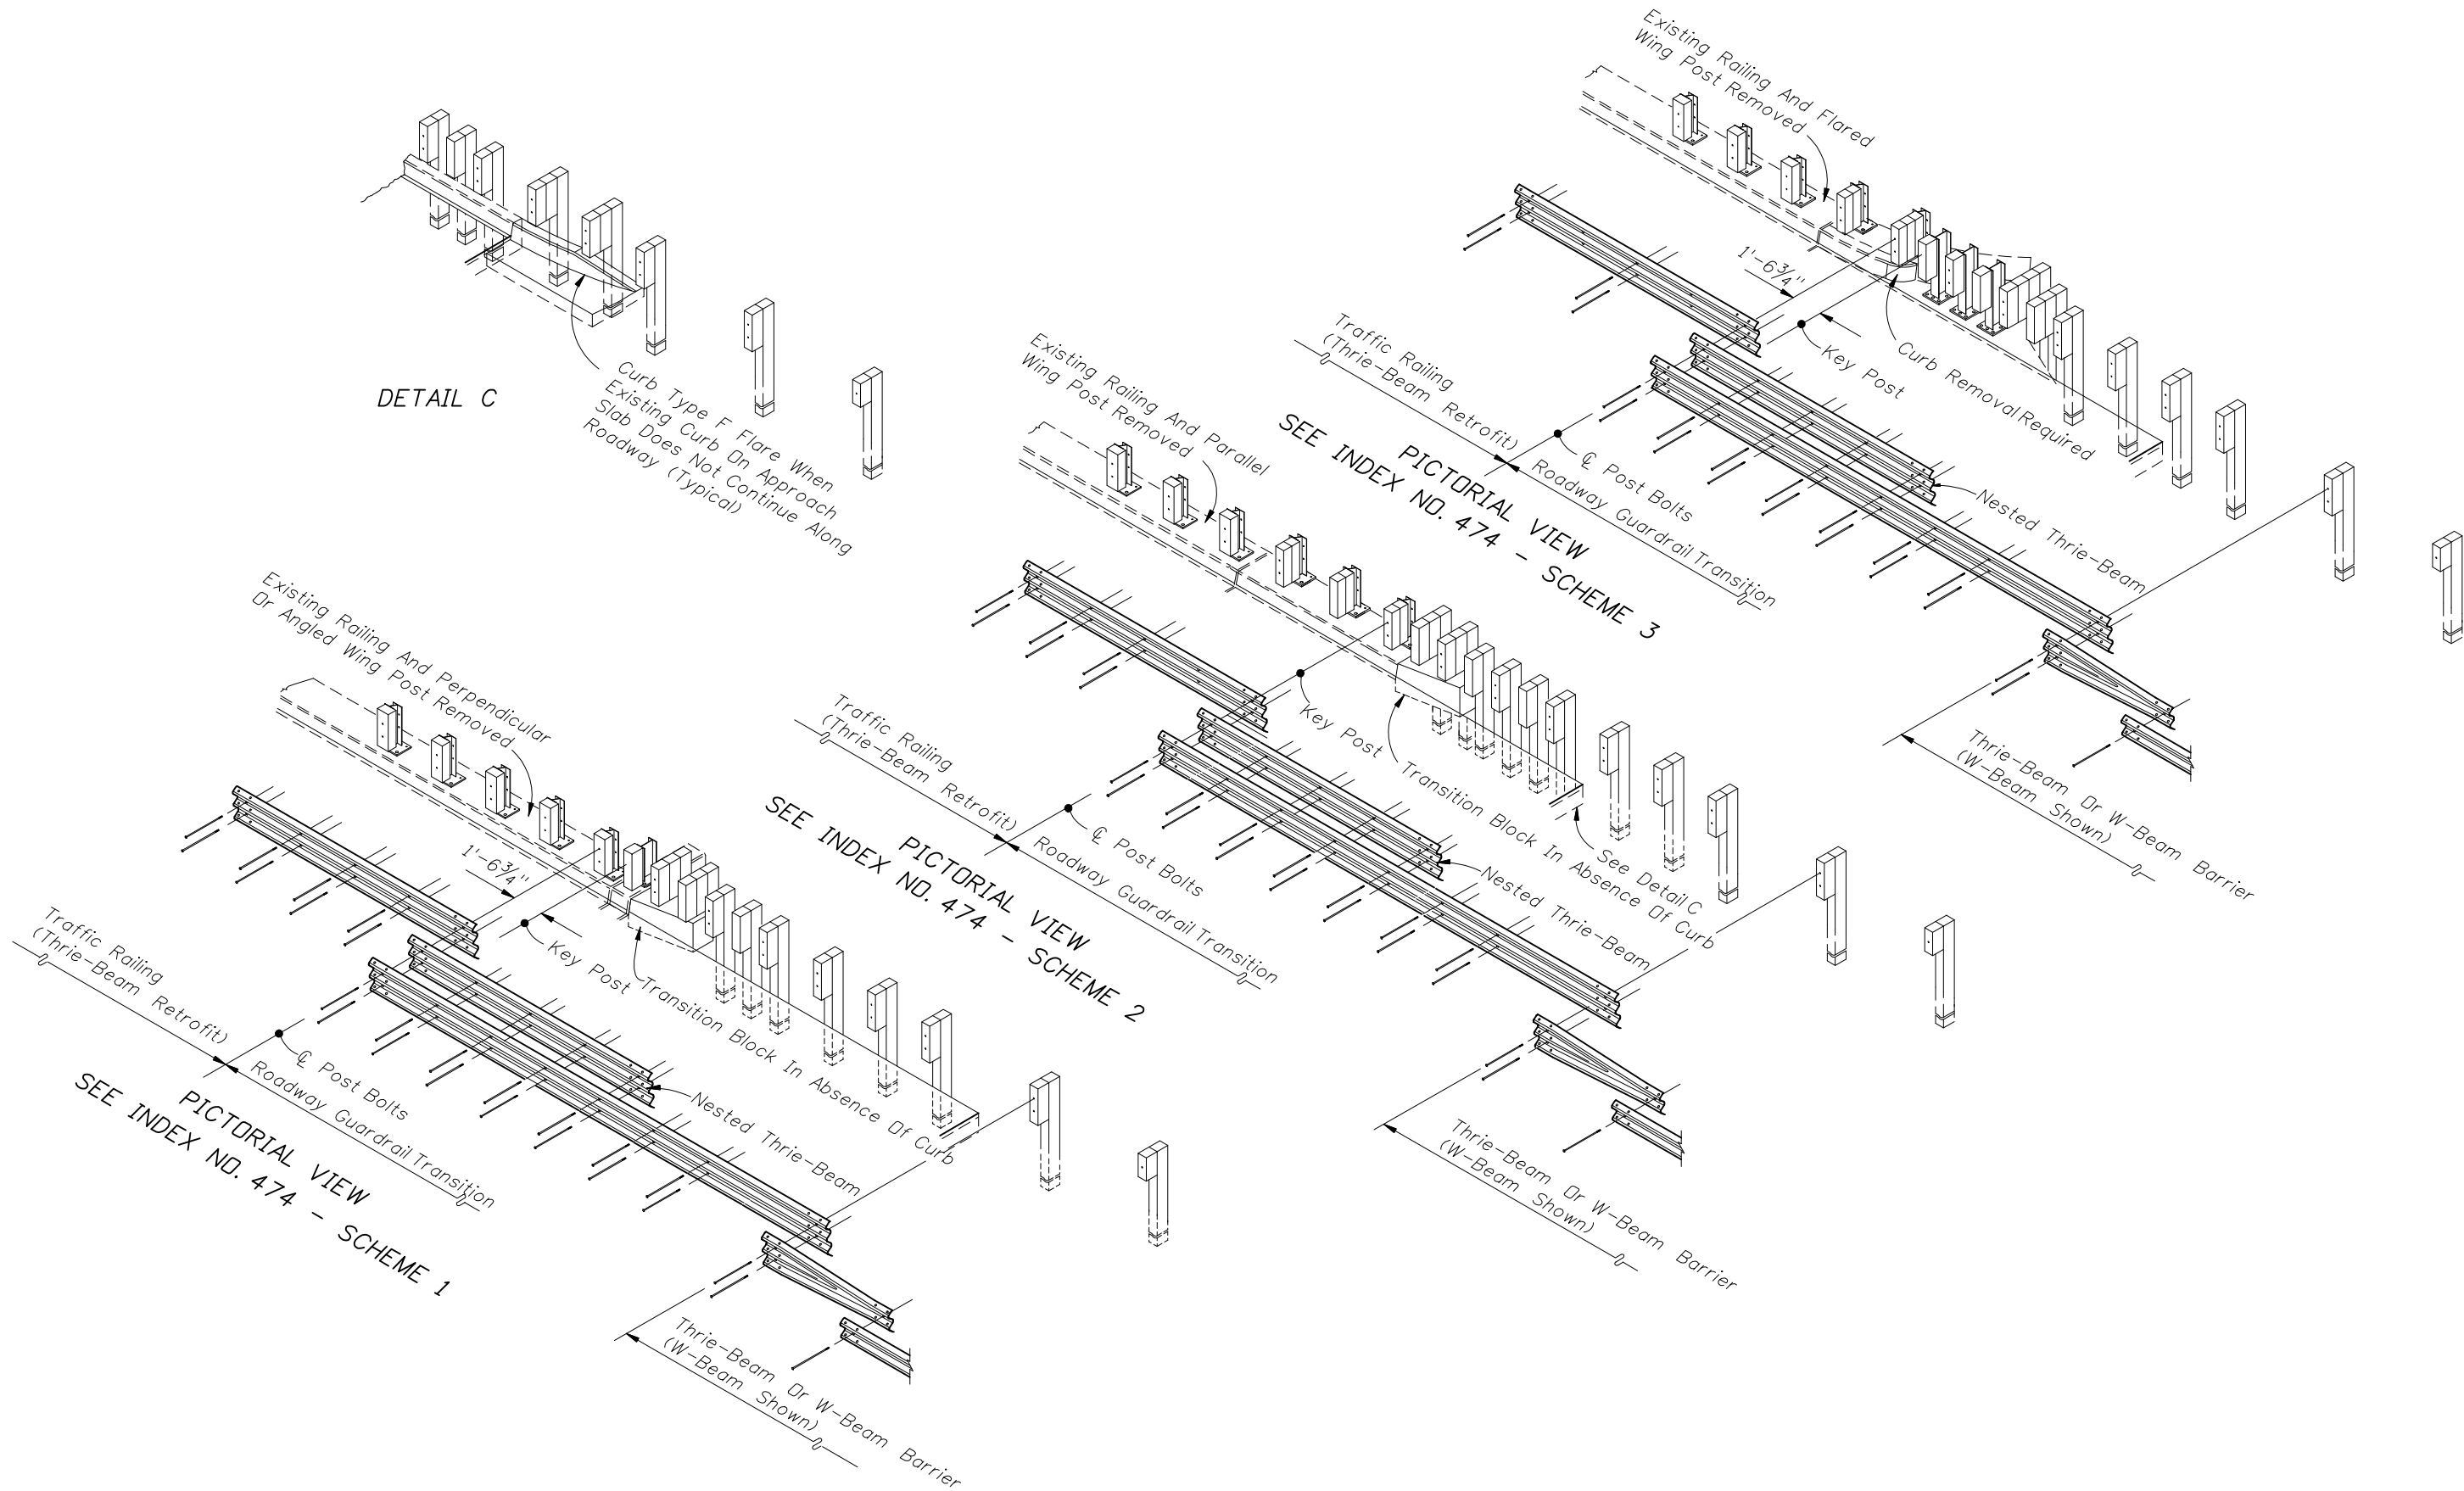 DETAIL C
Curb Type F Flare When
Existing Curb On Approach
Slab Does Not Continue Along
Roadway (Typical)
Existing Railing And Flared
Wing Post Removed
1'-6¾"
Key Post
Curb Removal Required
Traffic Railing
(Thrie-Beam Retrofit)
℄ Post Bolts
Roadway Guardrail Transition
Nested Thrie-Beam
Thrie-Beam Or W-Beam Barrier
(W-Beam Shown)
PICTORIAL VIEW
SEE INDEX NO. 474 - SCHEME 3
Existing Railing And Parallel
Wing Post Removed
Key Post
Transition Block In Absence Of Curb
See Detail C
Traffic Railing
(Thrie-Beam Retrofit)
℄ Post Bolts
Roadway Guardrail Transition
Nested Thrie-Beam
Thrie-Beam Or W-Beam Barrier
(W-Beam Shown)
PICTORIAL VIEW
SEE INDEX NO. 474 - SCHEME 2
Existing Railing And Perpendicular
Or Angled Wing Post Removed
1'-6¾"
Key Post
Transition Block In Absence Of Curb
Traffic Railing
(Thrie-Beam Retrofit)
℄ Post Bolts
Roadway Guardrail Transition
Nested Thrie-Beam
Thrie-Beam Or W-Beam Barrier
(W-Beam Shown)
PICTORIAL VIEW
SEE INDEX NO. 474 - SCHEME 1